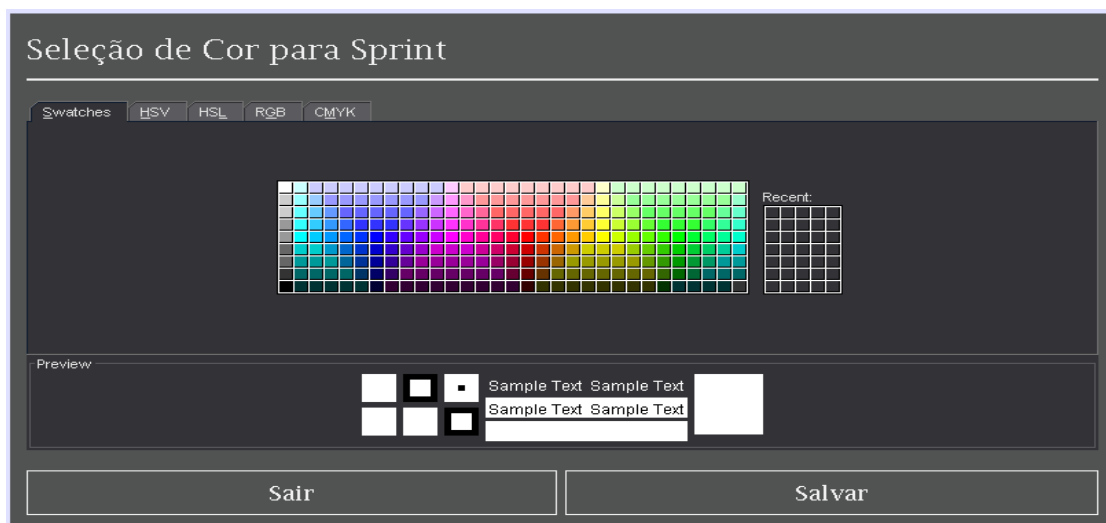 Seleção de Cor para Sprint
Swatches HSV HSL RGB CMYK
Recent:
Preview
Sample Text Sample Text
Sample Text Sample Text
Sair Salvar